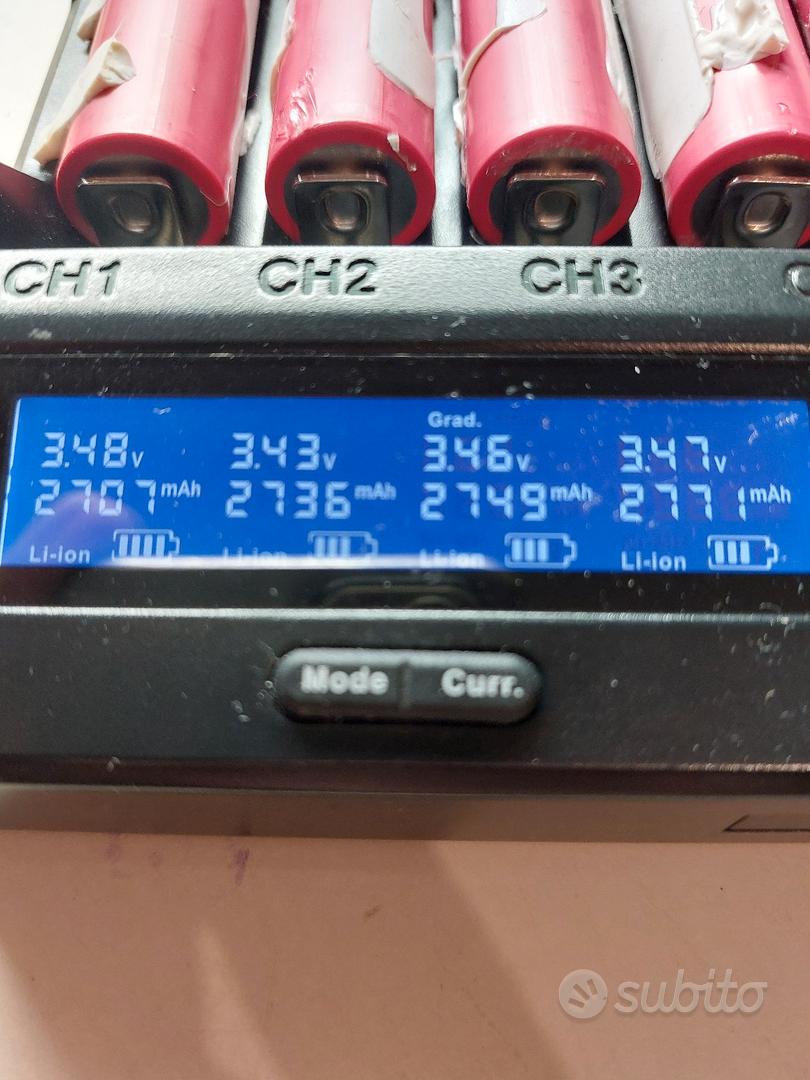 CH1 CH2 CH3
Grad.
3.48v 3.43v 3.46v 3.47v
2707mAh 2736mAh 2749mAh 2771mAh
Li-ion Li-ion Li-ion Li-ion
Mode Curr.
subito